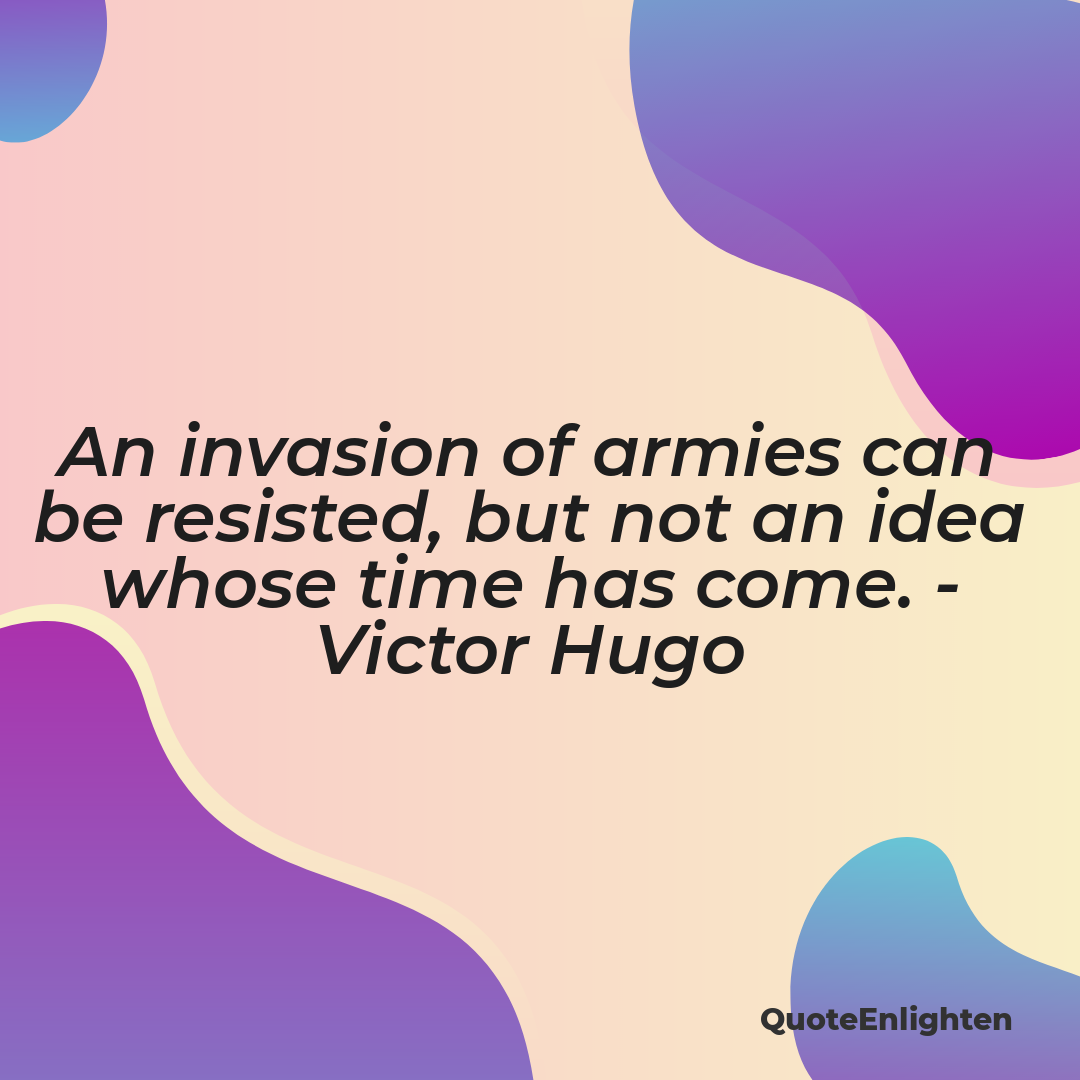 An invasion of armies can
be resisted, but not an idea
whose time has come. -
Victor Hugo
QuoteEnlighten